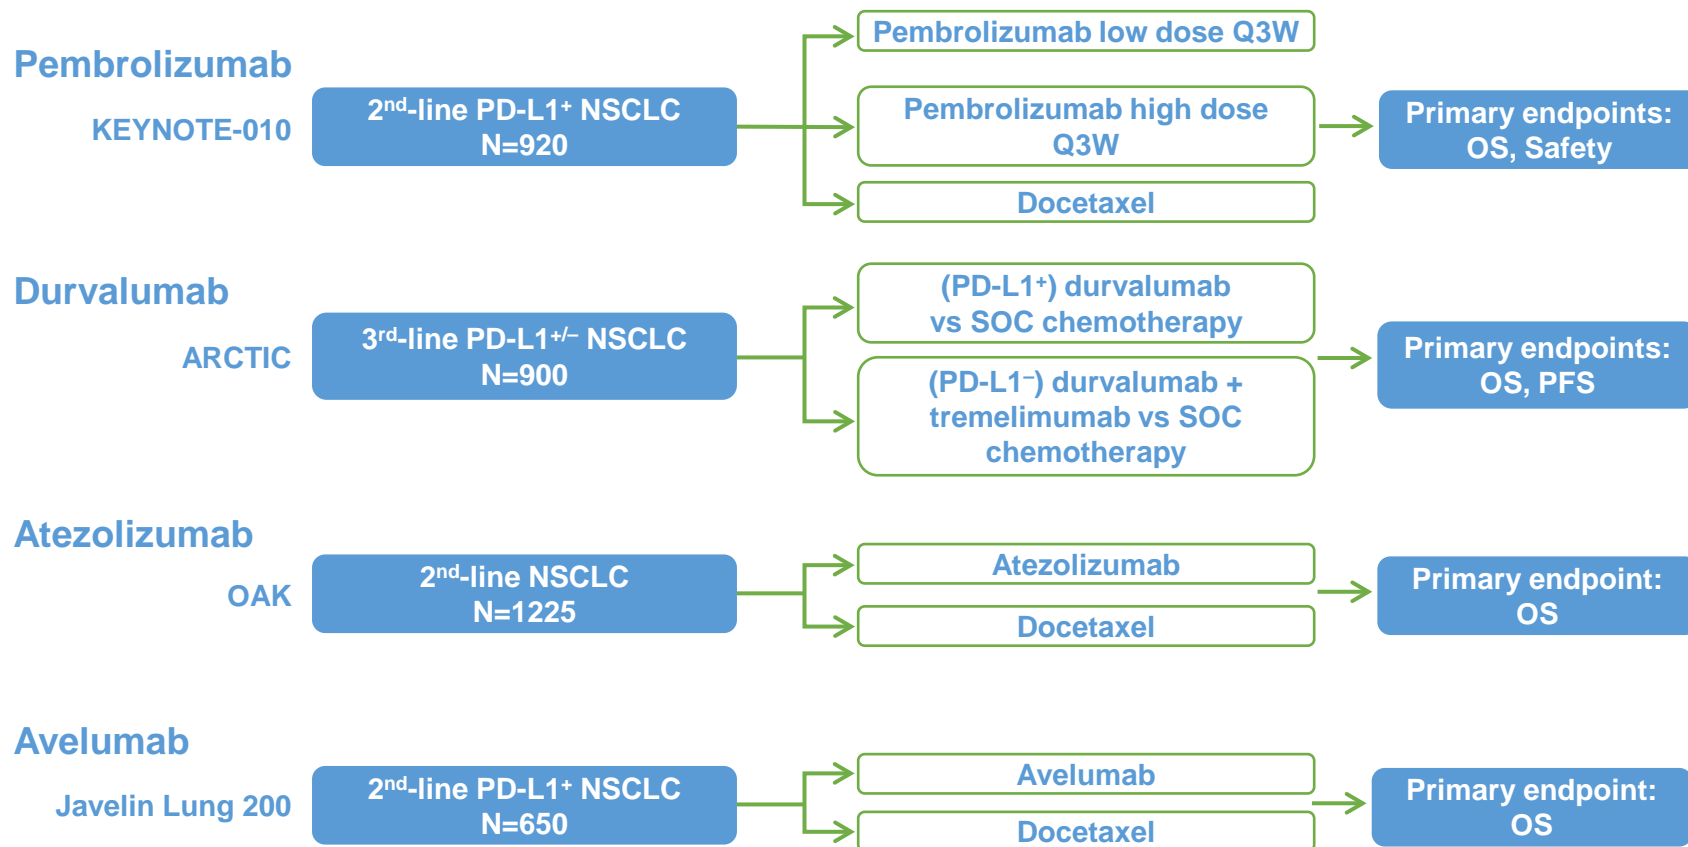 Pembrolizumab
KEYNOTE-010
2nd-line PD-L1+ NSCLC
N=920
Pembrolizumab low dose Q3W
Pembrolizumab high dose
Q3W
Docetaxel
Primary endpoints:
OS, Safety
Durvalumab
ARCTIC
3rd-line PD-L1+/– NSCLC
N=900
(PD-L1+) durvalumab
vs SOC chemotherapy
(PD-L1–) durvalumab +
tremelimumab vs SOC
chemotherapy
Primary endpoints:
OS, PFS
Atezolizumab
OAK
2nd-line NSCLC
N=1225
Atezolizumab
Docetaxel
Primary endpoint:
OS
Avelumab
Javelin Lung 200
2nd-line PD-L1+ NSCLC
N=650
Avelumab
Docetaxel
Primary endpoint:
OS